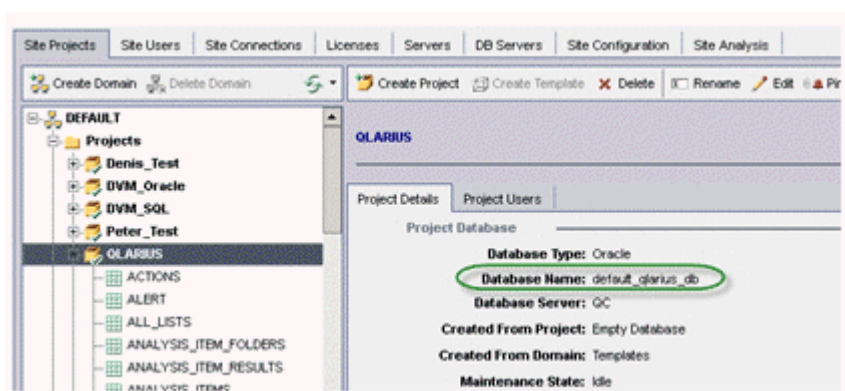 Site Projects Site Users Site Connections Licenses Servers DB Servers Site Configuration Site Analysis
Create Domain Delete Domain
Create Project Create Template Delete Rename Edit
DEFAULT
Projects
Denis_Test
DVM_Oracle
DVM_SQL
Peter_Test
QLARIUS
ACTIONS
ALERT
ALL_LISTS
ANALYSIS_ITEM_FOLDERS
ANALYSIS_ITEM_RESULTS
ANALYSIS_ITEMS
QLARIUS
Project Details Project Users
Project Database
Database Type: Oracle
Database Name: default_qlarius_db
Database Server: QC
Created From Project: Empty Database
Created From Domain: Templates
Maintenance State: Idle